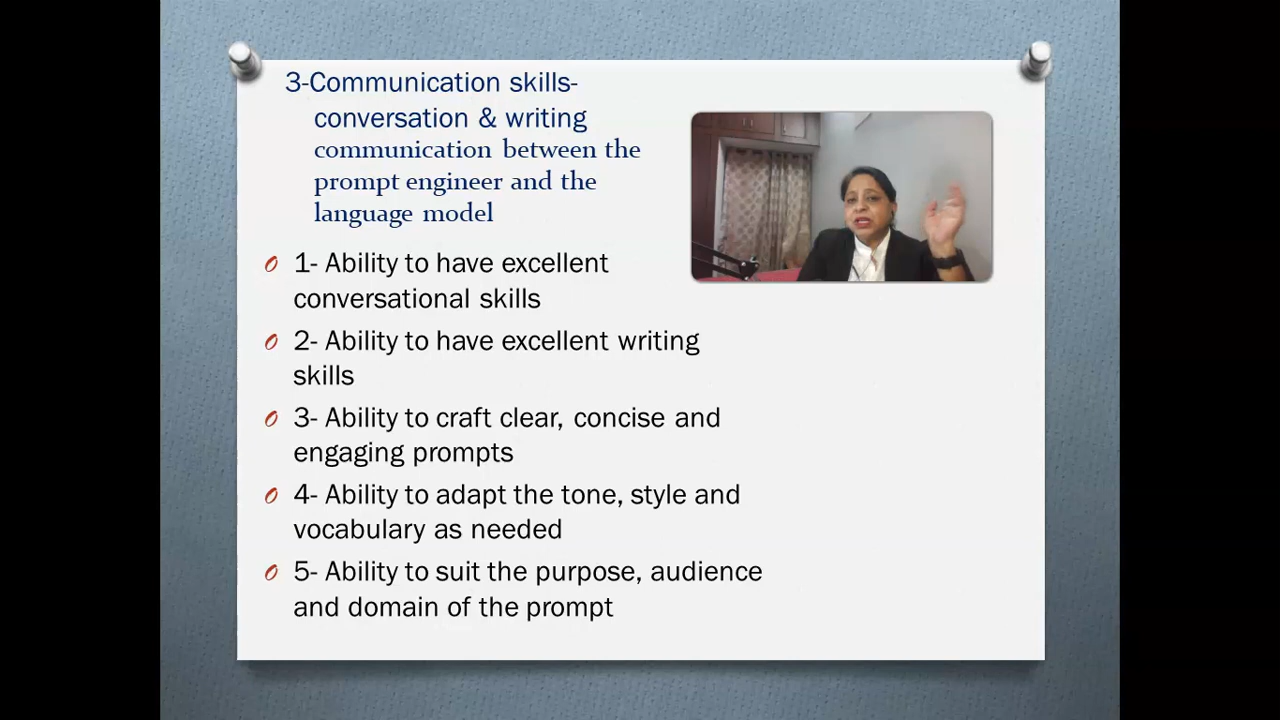 3-Communication skills-
conversation & writing
communication between the
prompt engineer and the
language model
1- Ability to have excellent
conversational skills
2- Ability to have excellent writing
skills
3- Ability to craft clear, concise and
engaging prompts
4- Ability to adapt the tone, style and
vocabulary as needed
5- Ability to suit the purpose, audience
and domain of the prompt